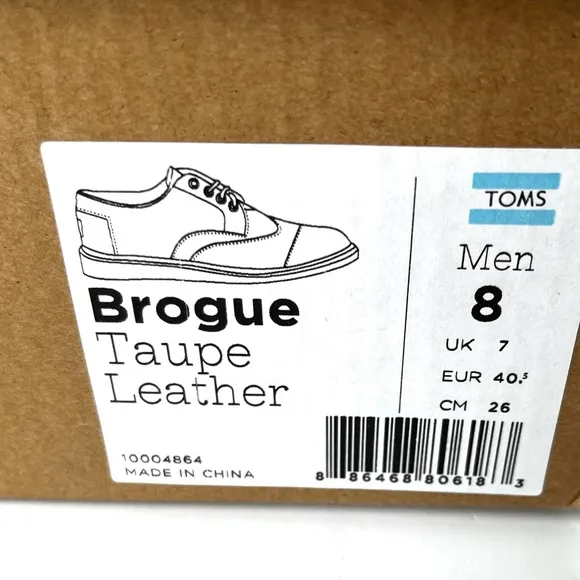 TOMS
Men
8
UK 7
EUR 40.5
CM 26
Brogue
Taupe
Leather
10004864
MADE IN CHINA
8 86468 80618 3